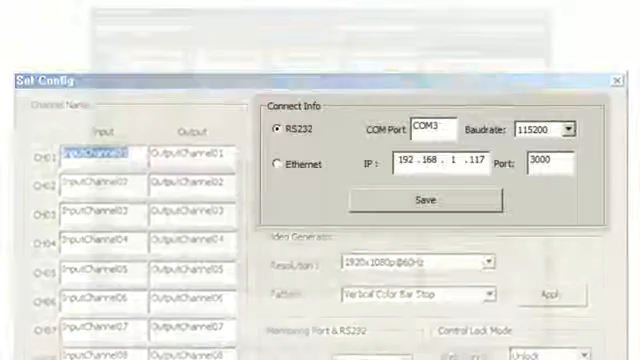 Set Config
Channel Name
Connect Info
Input Output
RS232 COM Port COM3 Baudrate: 115200
Ethernet IP : 192 .168 . 1 .117 Port: 3000
Save
CH01 InputChannel01 OutputChannel01
CH02 InputChannel02 OutputChannel02
CH03 InputChannel03 OutputChannel03
CH04 InputChannel04 OutputChannel04
CH05 InputChannel05 OutputChannel05
CH06 InputChannel06 OutputChannel06
CH07 InputChannel07 OutputChannel07
InputChannel08 OutputChannel08
Video Generator
Resolution : 1920x1080p@60Hz
Pattern : Vertical Color Bar Stop Apply
Monitoring Port & RS232 Control Lock Mode
Unlock